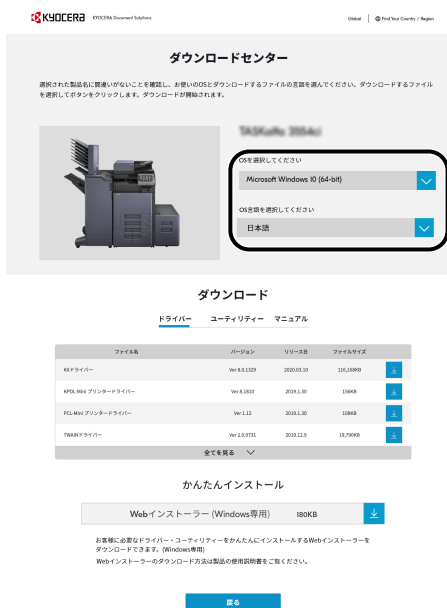 KYOCERA KYOCERA Document Solutions Global Find Your Country / Region
ダウンロードセンター
選択された製品名に間違いがないことを確認し、お使いのOSとダウンロードするファイルの言語を選んでください。ダウンロードするファイル
を選択してボタンをクリックします。ダウンロードが開始されます。
OSを選択してください
Microsoft Windows 10 (64-bit)
OS言語を選択してください
日本語
ダウンロード
ドライバー ユーティリティー マニュアル
ファイル名 バージョン リリース日 ファイルサイズ
KXドライバー Ver 8.0.1329 2020.03.10 116,168KB
KPDL-Mini プリンタードライバー Ver 8.1810 2019.1.30 156KB
PCL-Mini プリンタードライバー Ver 1.12 2019.1.30 108KB
TWAINドライバー Ver 2.0.9731 2019.12.9 19,796KB
全てを見る
かんたんインストール
Webインストーラー (Windows専用) 180KB
お客様に必要なドライバー・ユーティリティーをかんたんにインストールするWebインストーラーを
ダウンロードできます。(Windows専用)
Webインストーラーのダウンロード方法は製品の使用説明書をご覧ください。
戻る